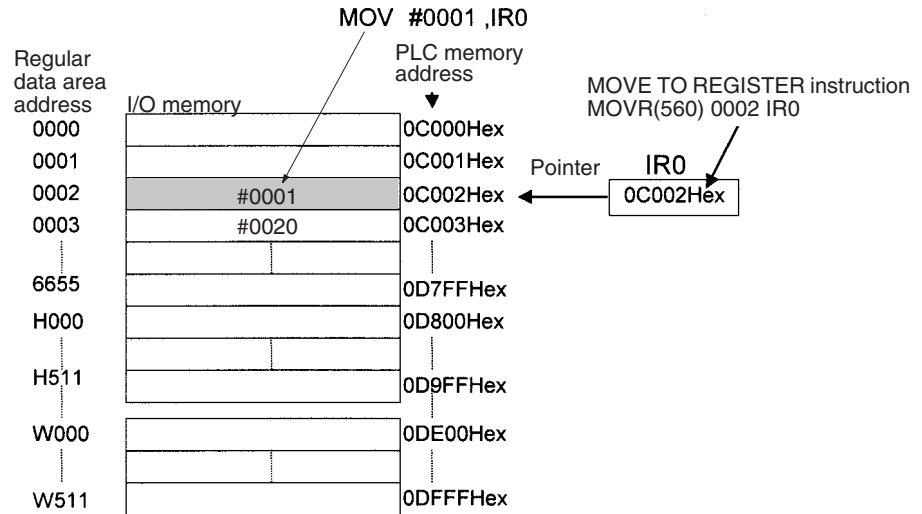 MOV #0001 ,IR0
Regular
data area
address
I/O memory
PLC memory
address
MOVE TO REGISTER instruction
MOVR(560) 0002 IR0
0000
0C000Hex
0001
0C001Hex
Pointer
IR0
0002
#0001
0C002Hex
0C002Hex
0003
#0020
0C003Hex
6655
0D7FFHex
H000
0D800Hex
H511
0D9FFHex
W000
0DE00Hex
W511
0DFFFHex